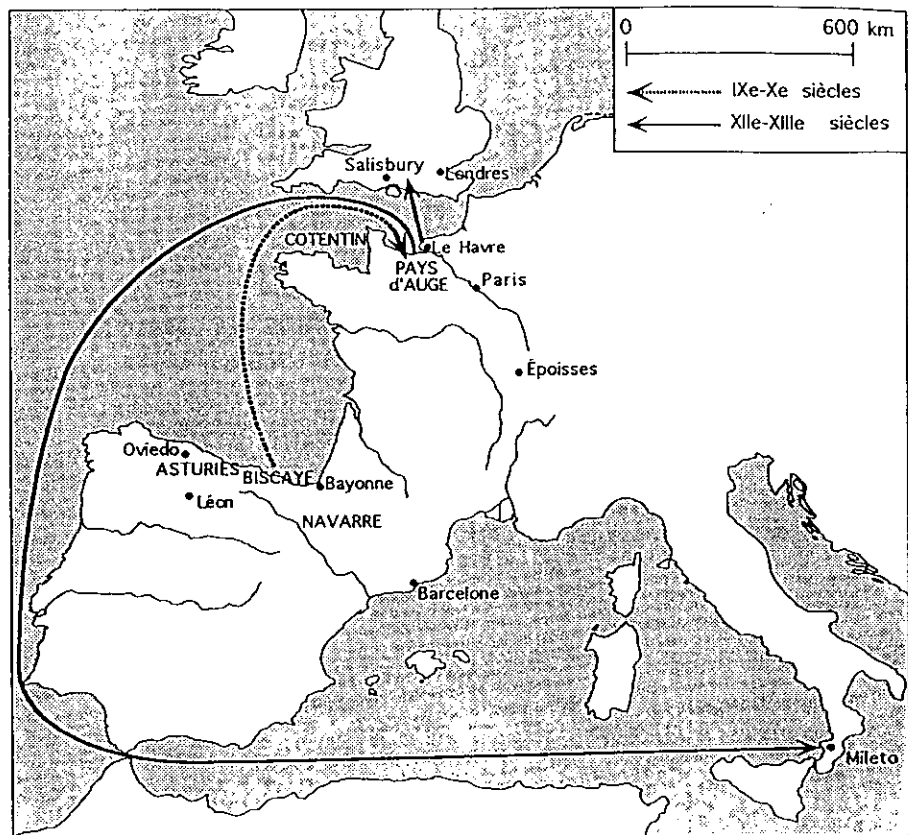 0 600 km
IXe-Xe siècles
XIIe-XIIIe siècles
Salisbury
Londres
COTENTIN
Le Havre
PAYS
d'AUGE
Paris
Époisses
Oviedo
ASTURIES
BISCAYE
Bayonne
Léon
NAVARRE
Barcelone
Mileto